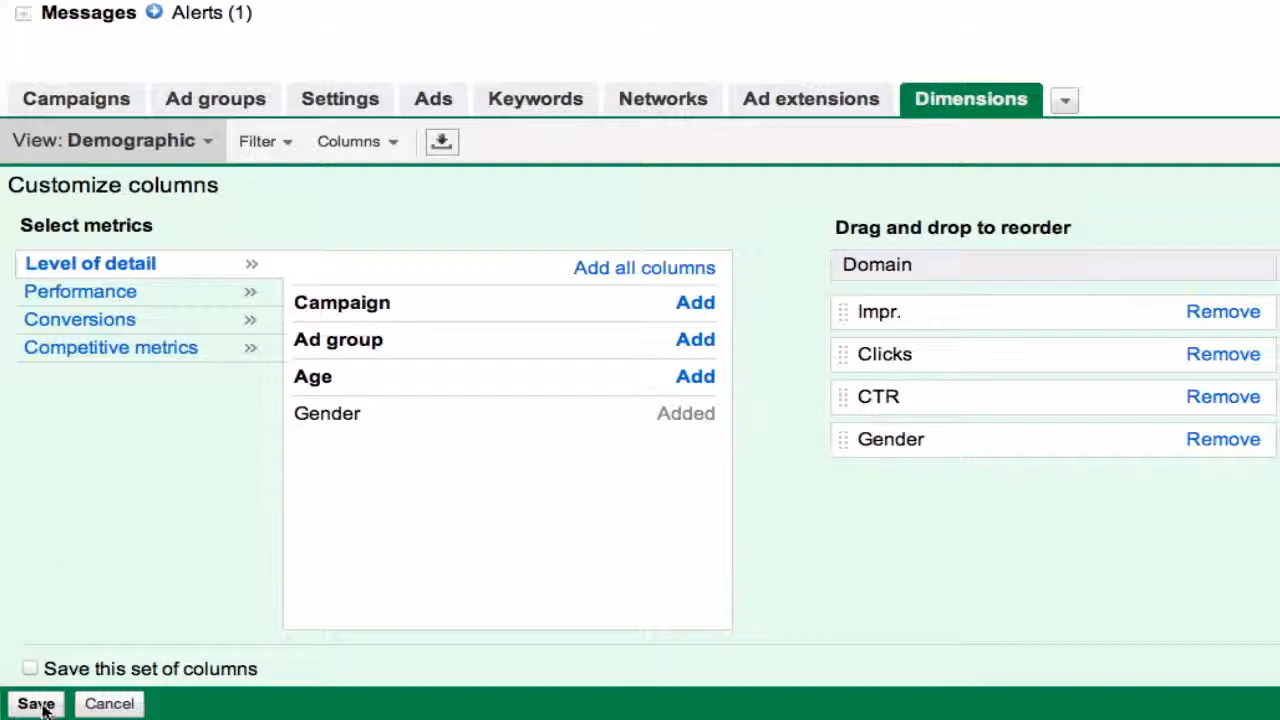 Messages Alerts (1)
Campaigns Ad groups Settings Ads Keywords Networks Ad extensions Dimensions
View: Demographic Filter Columns
Customize columns
Select metrics
Level of detail »
Performance »
Conversions »
Competitive metrics »
Add all columns
Campaign Add
Ad group Add
Age Add
Gender Added
Drag and drop to reorder
Domain
Impr. Remove
Clicks Remove
CTR Remove
Gender Remove
Save this set of columns
Save Cancel